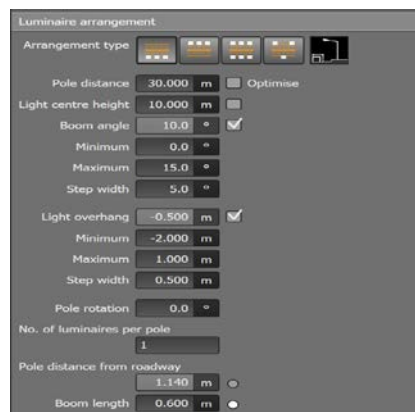 Luminaire arrangement
Arrangement type
Pole distance 30.000 m Optimise
Light centre height 10.000 m
Boom angle 10.0 °
Minimum 0.0 °
Maximum 15.0 °
Step width 5.0 °
Light overhang -0.500 m
Minimum -2.000 m
Maximum 1.000 m
Step width 0.500 m
Pole rotation 0.0 °
No. of luminaires per pole
1
Pole distance from roadway
1.140 m
Boom length 0.600 m